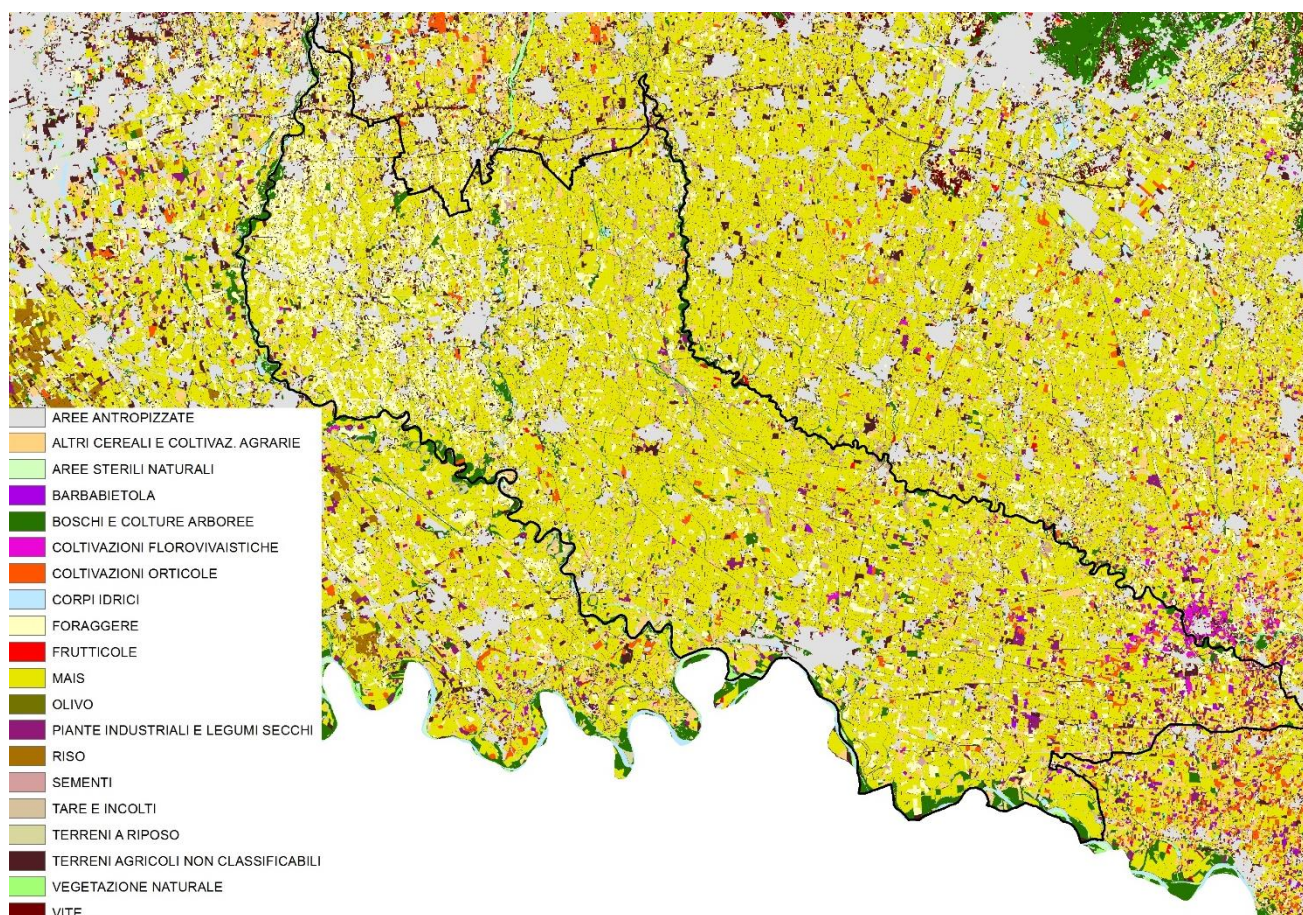 AREE ANTROPIZZATE
ALTRI CEREALI E COLTIVAZ. AGRARIE
AREE STERILI NATURALI
BARBABIETOLA
BOSCHI E COLTURE ARBOREE
COLTIVAZIONI FLOROVIVAISTICHE
COLTIVAZIONI ORTICOLE
CORPI IDRICI
FORAGGERE
FRUTTICOLE
MAIS
OLIVO
PIANTE INDUSTRIALI E LEGUMI SECCHI
RISO
SEMENTI
TARE E INCOLTI
TERRENI A RIPOSO
TERRENI AGRICOLI NON CLASSIFICABILI
VEGETAZIONE NATURALE
VITE